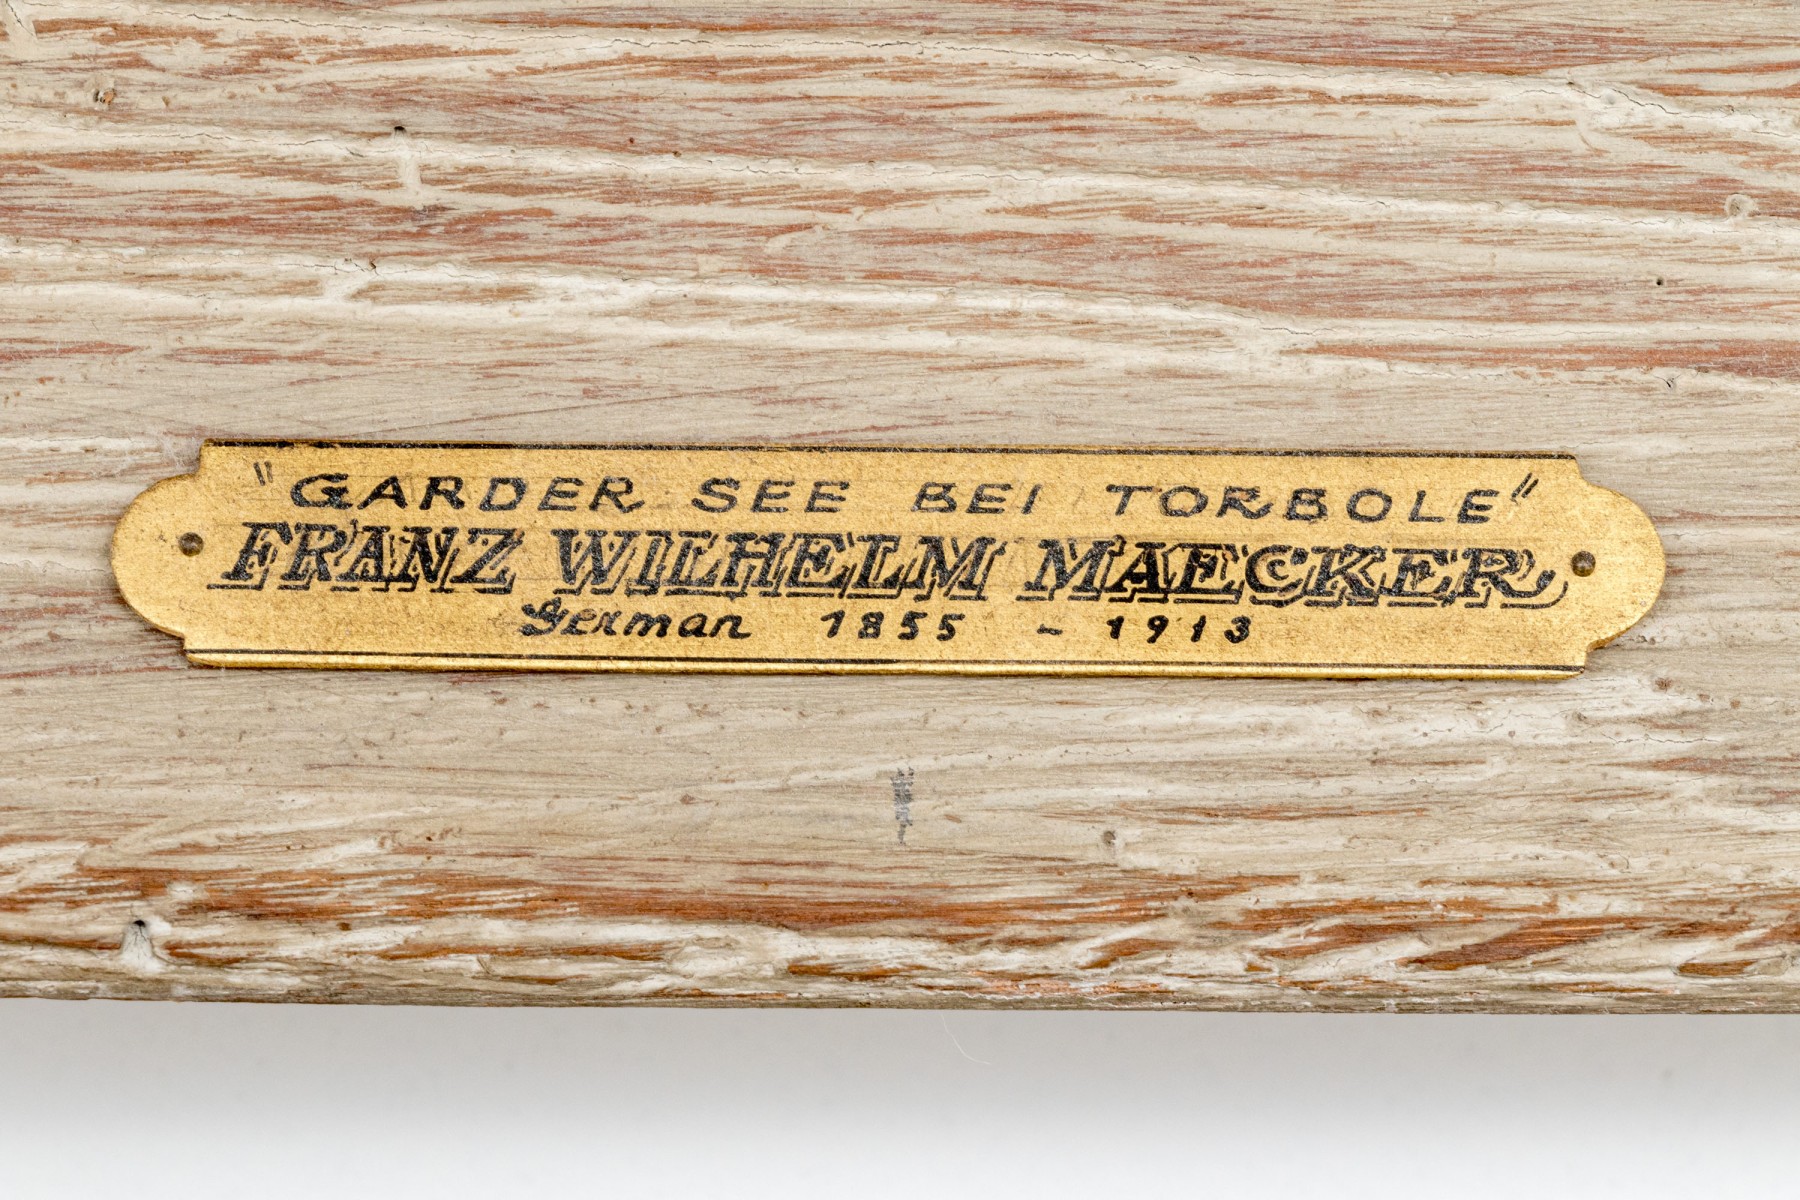 "GARDER SEE BEI TORBOLE"
FRANZ WILHELM MAECKER
German 1855 - 1913